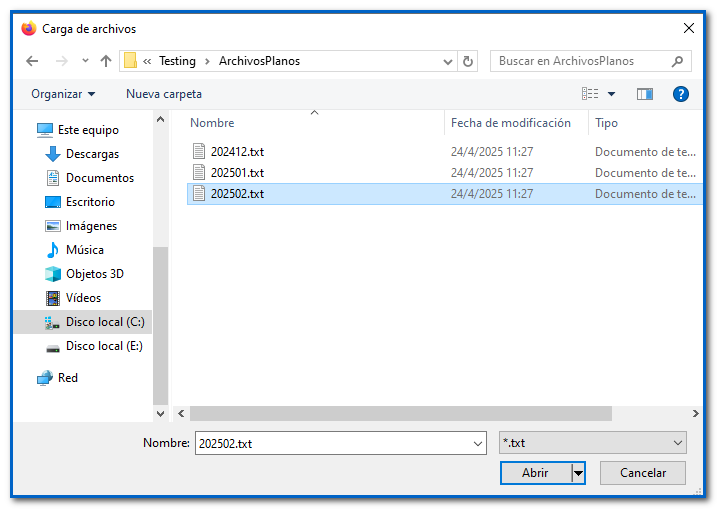 Carga de archivos
« Testing > ArchivosPlanos
Buscar en ArchivosPlanos
Organizar
Nueva carpeta
?
Este equipo
Descargas
Documentos
Escritorio
Imágenes
Música
Objetos 3D
Vídeos
Disco local (C:)
Disco local (E:)
Red
Nombre Fecha de modificación Tipo
202412.txt 24/4/2025 11:27 Documento de te...
202501.txt 24/4/2025 11:27 Documento de te...
202502.txt 24/4/2025 11:27 Documento de te...
Nombre: 202502.txt *.txt
Abrir Cancelar